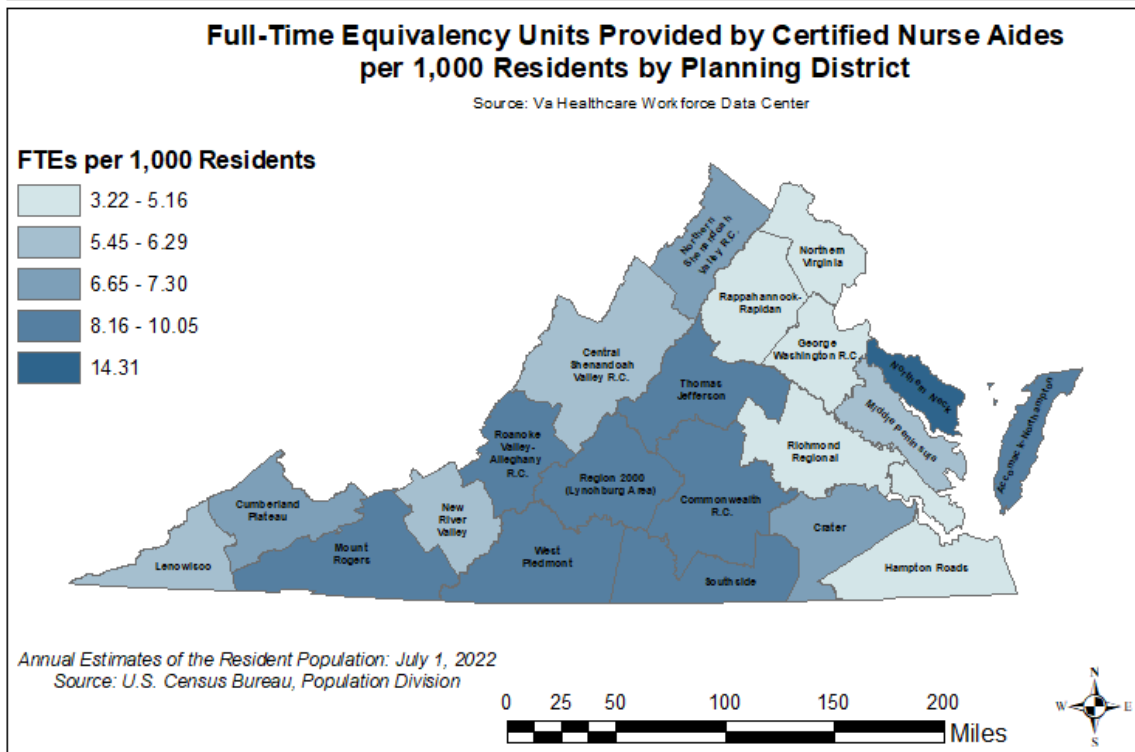 Full-Time Equivalency Units Provided by Certified Nurse Aides
per 1,000 Residents by Planning District
Source: Va Healthcare Workforce Data Center
FTEs per 1,000 Residents
3.22 - 5.16
5.45 - 6.29
6.65 - 7.30
8.16 - 10.05
14.31
Northern
Shenandoah
Valley R.C.
Northern
Virginia
Rappahannock-
Rapidan
George
Washington R.C.
Northern Neck
Central
Shenandoah
Valley R.C.
Thomas
Jefferson
Middle Peninsula
Accomack-Northampton
Roanoke
Valley-
Alleghany
R.C.
Richmond
Regional
Region 2000
(Lynchburg Area)
Commonwealth
R.C.
Cumberland
Plateau
New
River
Valley
Crater
Mount
Rogers
West
Piedmont
Lenowisco
Southside
Hampton Roads
Annual Estimates of the Resident Population: July 1, 2022
Source: U.S. Census Bureau, Population Division
0 25 50 100 150 200
Miles
N
W E
S